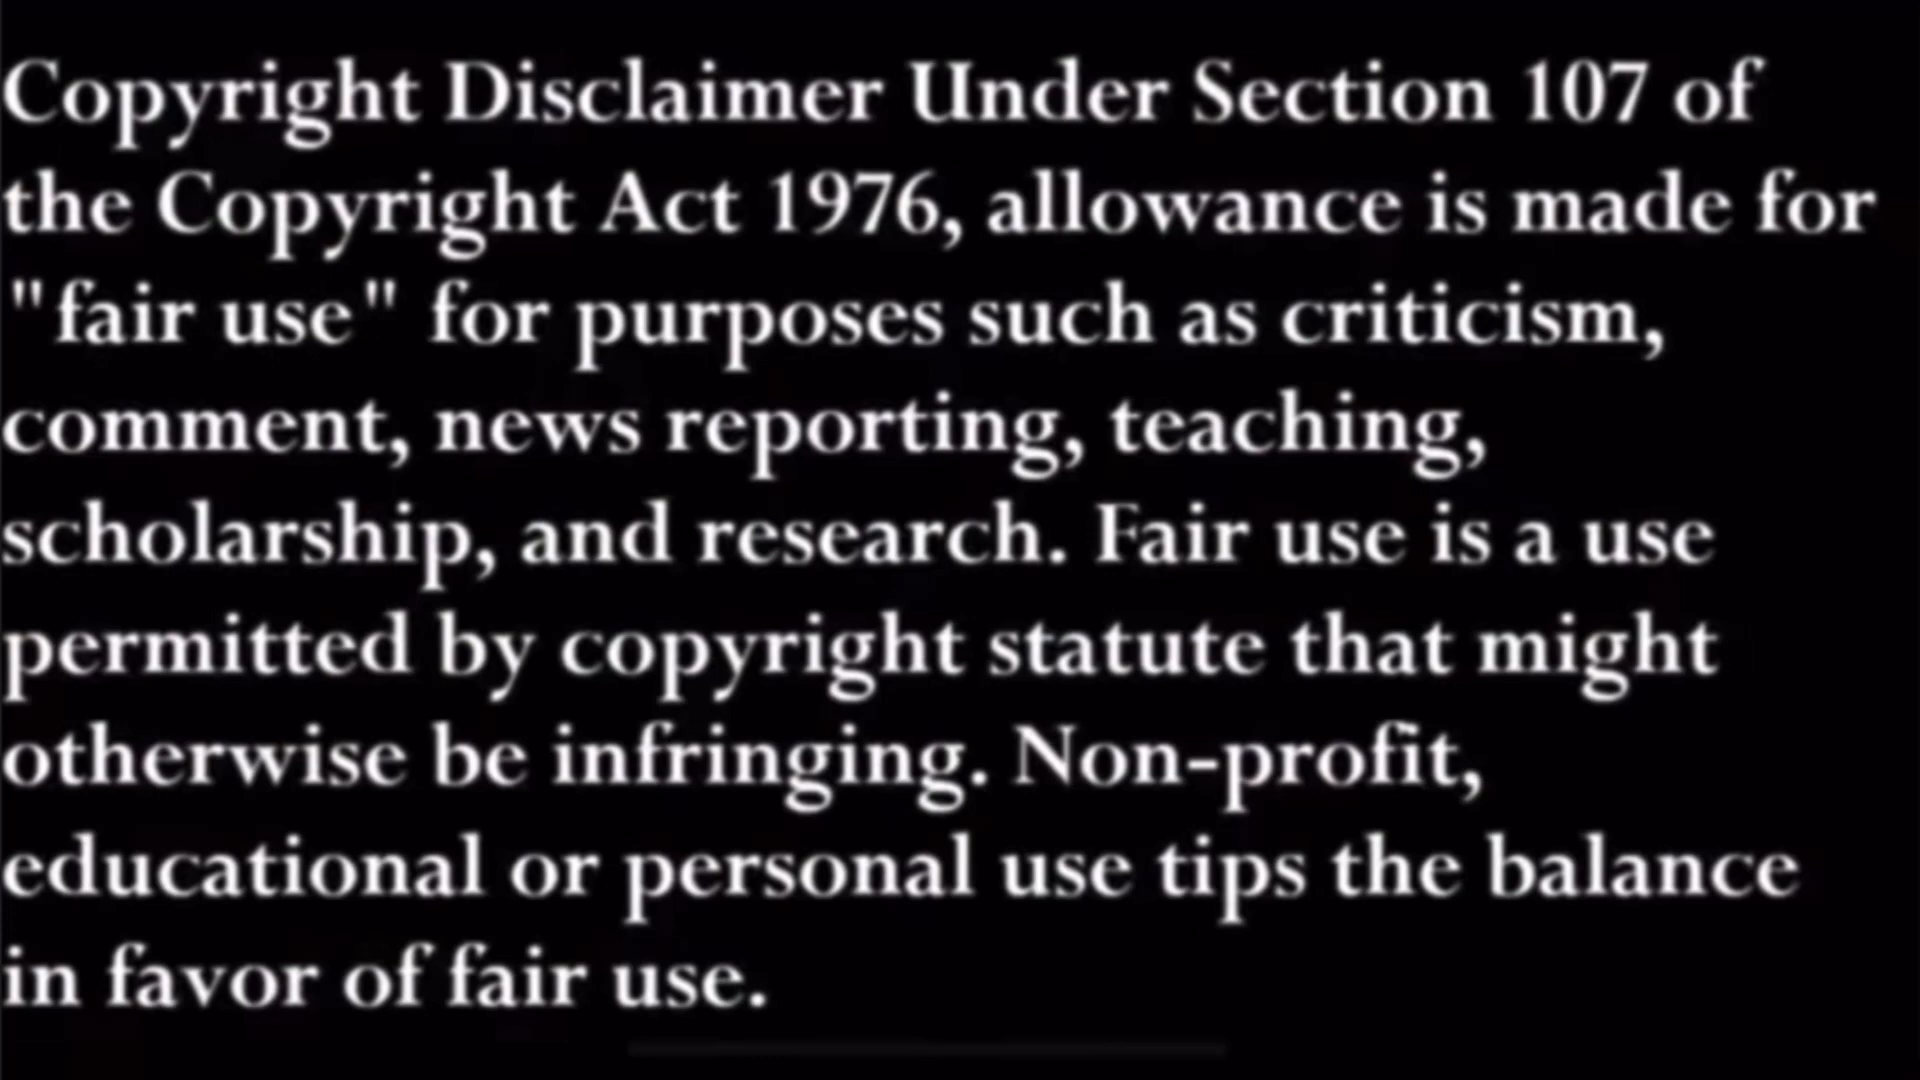 Copyright Disclaimer Under Section 107 of
the Copyright Act 1976, allowance is made for
"fair use" for purposes such as criticism,
comment, news reporting, teaching,
scholarship, and research. Fair use is a use
permitted by copyright statute that might
otherwise be infringing. Non-profit,
educational or personal use tips the balance
in favor of fair use.